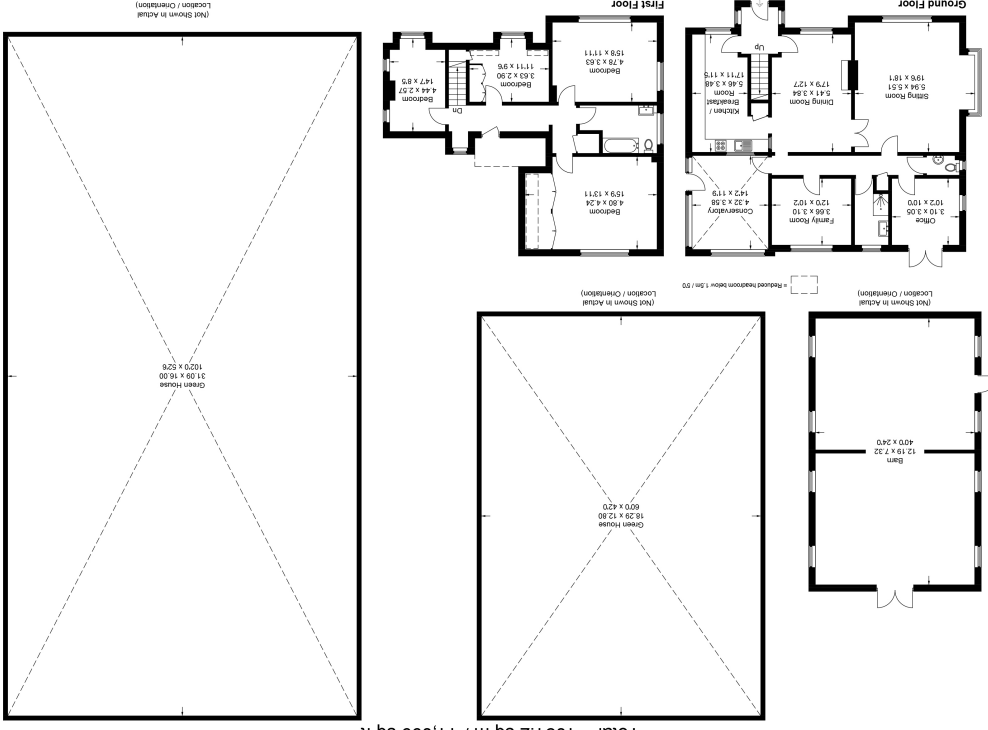 Total = sq m / sq ft
Barn
12.19 x 7.32
40'0 x 24'0
(Not Shown In Actual
Location / Orientation)
Green House
18.29 x 12.80
60'0 x 42'0
(Not Shown In Actual
Location / Orientation)
Green House
31.09 x 16.00
102'0 x 52'6
(Not Shown In Actual
Location / Orientation)
= Reduced headroom below 1.5m / 5'0
Office
3.10 x 3.05
10'2 x 10'0
Family Room
3.66 x 3.10
12'0 x 10'2
Conservatory
4.32 x 3.58
14'2 x 11'9
Sitting Room
5.94 x 5.51
19'6 x 18'1
Dining Room
5.41 x 3.84
17'9 x 12'7
Kitchen /
Breakfast
Room
5.46 x 3.48
17'11 x 11'5
Up
Ground Floor
Bedroom
4.80 x 4.24
15'9 x 13'11
Bedroom
4.78 x 3.63
15'8 x 11'11
Bedroom
3.63 x 2.90
11'11 x 9'6
Dn
Bedroom
4.44 x 2.57
14'7 x 8'5
First Floor